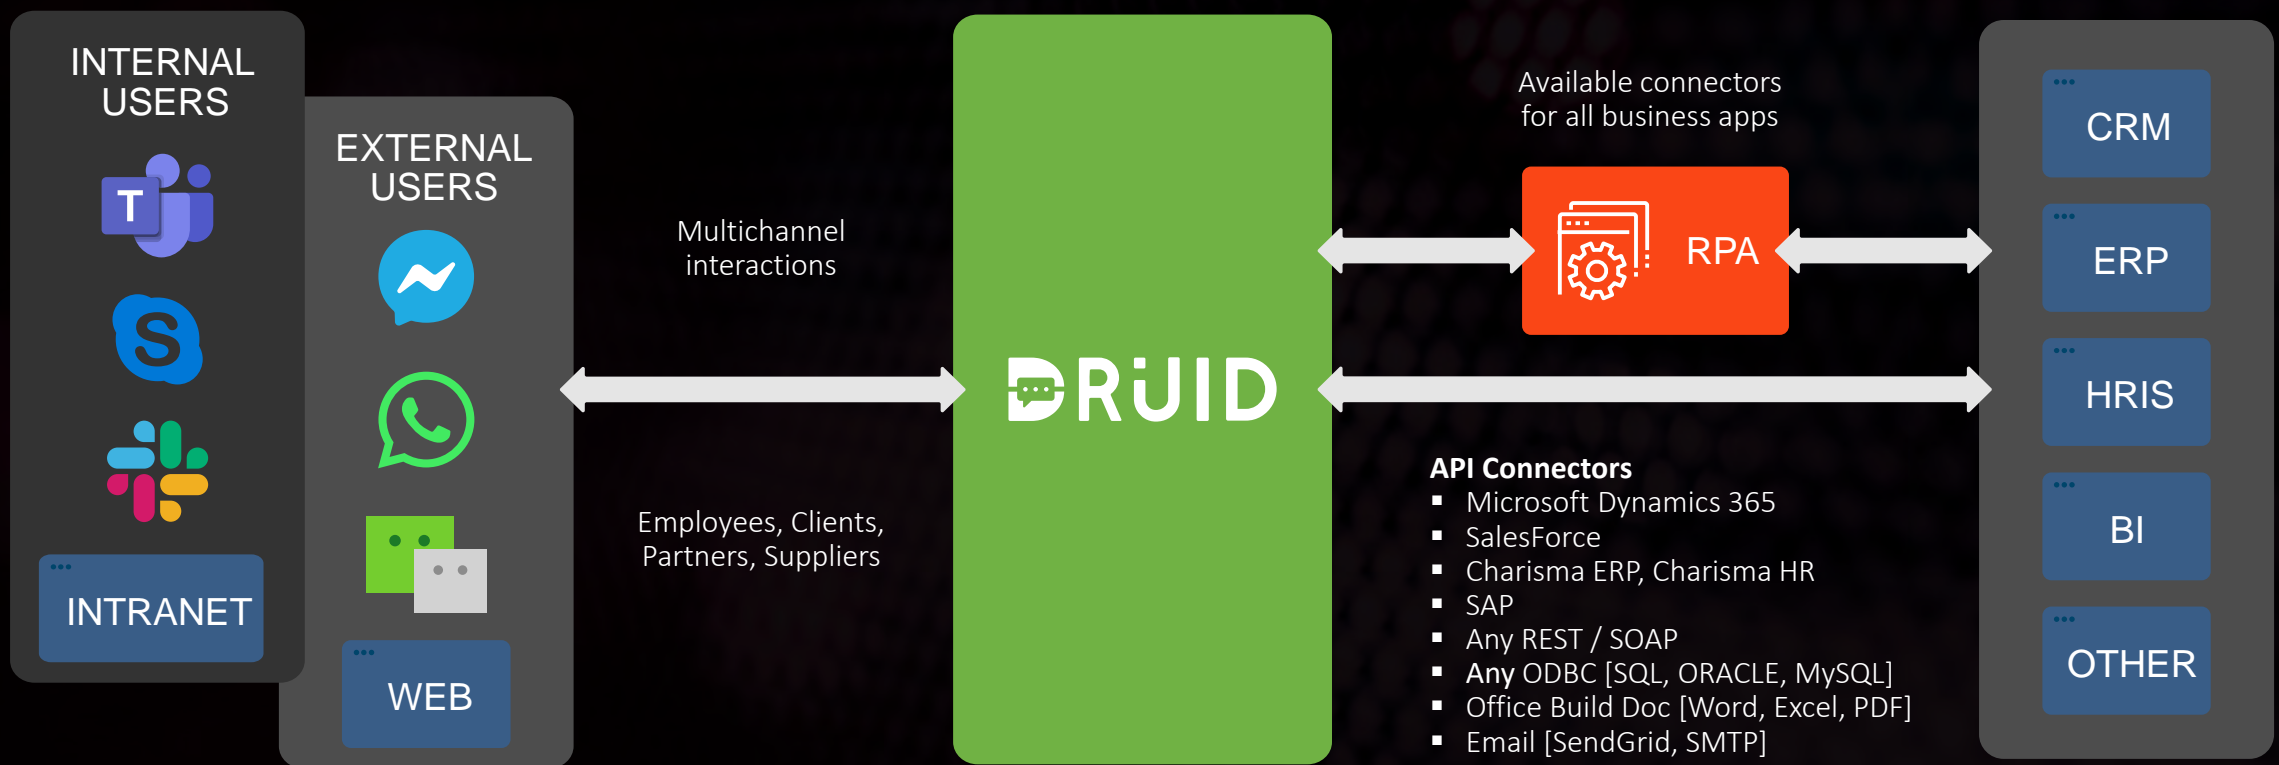 INTERNAL
USERS
T
S
INTRANET
EXTERNAL
USERS
WEB
Multichannel
interactions
Employees, Clients,
Partners, Suppliers
DRUID
Available connectors
for all business apps
RPA
API Connectors
▪ Microsoft Dynamics 365
▪ SalesForce
▪ Charisma ERP, Charisma HR
▪ SAP
▪ Any REST / SOAP
▪ Any ODBC [SQL, ORACLE, MySQL]
▪ Office Build Doc [Word, Excel, PDF]
▪ Email [SendGrid, SMTP]
CRM
ERP
HRIS
BI
OTHER